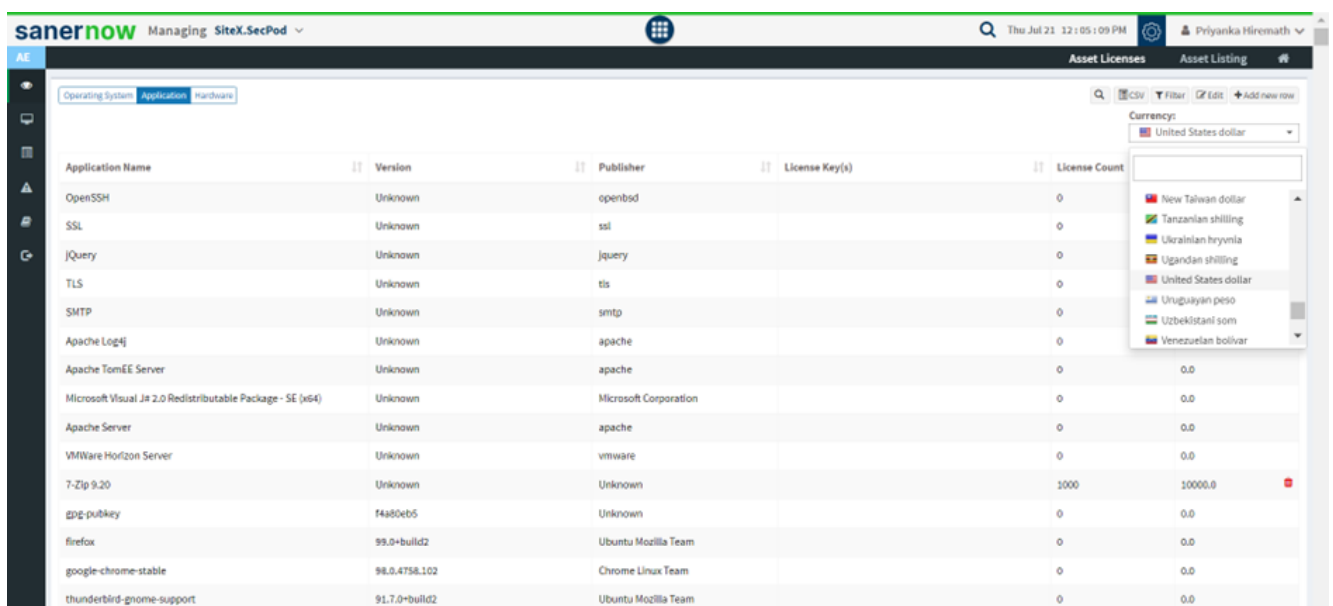 sanernow Managing SiteX.SecPod Thu Jul 21 12:05:09 PM Priyanka Hiremath
AE Asset Licenses Asset Listing
Operating System Application Hardware CSV Filter Edit +Add new row
Currency:
United States dollar
Application Name Version Publisher License Key(s) License Count
OpenSSH Unknown openbsd 0 New Taiwan dollar
Tanzanian shilling
SSL Unknown ssl 0
Ukrainian hryvnia
jQuery Unknown jquery 0 Ugandan shilling
TLS Unknown tls 0 United States dollar
Uruguayan peso
SMTP Unknown smtp 0
Uzbekistani som
Apache Log4j Unknown apache 0 Venezuelan bolívar
Apache TomEE Server Unknown apache 0 0.0
Microsoft Visual J# 2.0 Redistributable Package - SE (x64) Unknown Microsoft Corporation 0 0.0
Apache Server Unknown apache 0 0.0
VMWare Horizon Server Unknown vmware 0 0.0
7-Zip 9.20 Unknown Unknown 1000 10000.0
gpg-pubkey f4a80eb5 Unknown 0 0.0
firefox 99.0+build2 Ubuntu Mozilla Team 0 0.0
google-chrome-stable 98.0.4758.102 Chrome Linux Team 0 0.0
thunderbird-gnome-support 91.7.0+build2 Ubuntu Mozilla Team 0 0.0